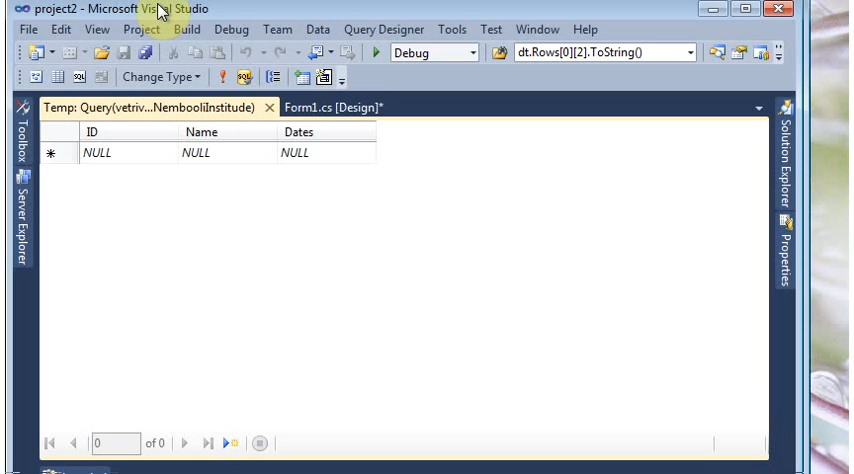 project2 - Microsoft Visual Studio
File Edit View Project Build Debug Team Data Query Designer Tools Test Window Help
Debug dt.Rows[0][2].ToString()
Change Type SQL
Temp: Query(vetriv...NembooliInstitude) Form1.cs [Design]*
ID Name Dates
NULL NULL NULL
0 of 0
Toolbox
Server Explorer
Solution Explorer
Properties